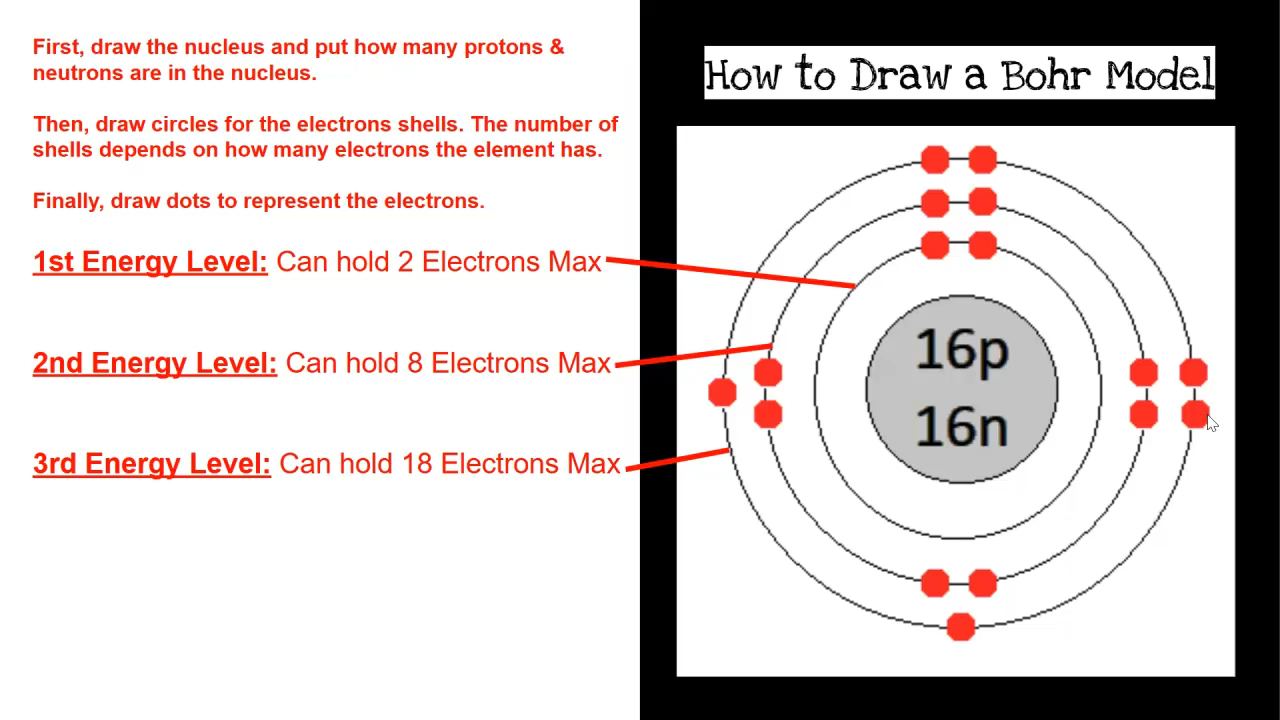 First, draw the nucleus and put how many protons &
neutrons are in the nucleus.
Then, draw circles for the electrons shells. The number of
shells depends on how many electrons the element has.
Finally, draw dots to represent the electrons.
1st Energy Level: Can hold 2 Electrons Max
2nd Energy Level: Can hold 8 Electrons Max
3rd Energy Level: Can hold 18 Electrons Max
How to Draw a Bohr Model
16p
16n